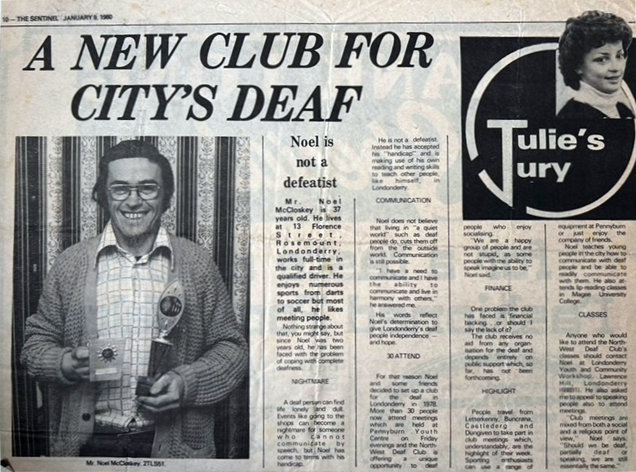 10 — THE SENTINEL JANUARY 9, 1980
A NEW CLUB FOR
CITY'S DEAF
Tulie's
Tury
Noel is
not a
defeatist
Mr. Noel
McCloskey is 37
years old. He lives
at 13 Florence
Street,
Rosemount,
Londonderry,
works full-time in
the city and is a
qualified driver. He
enjoys numerous
sports from darts
to soccer but most
of all, he likes
meeting people.
Nothing strange about
that, you might say, but
since Noel was two
years old, he has been
faced with the problem
of coping with complete
deafness.
NIGHTMARE
A deaf person can find
life lonely and dull.
Events like going to the
shops can become a
nightmare for someone
who cannot
communicate by
speech, but Noel has
come to terms with his
handicap.
He is not a defeatist.
Instead he has accepted
his "handicap" and is
making use of his own
reading and writing skills
to teach other people,
like himself, in
Londonderry.
COMMUNICATION
Noel does not believe
that living in "a quiet
world" such as deaf
people do, cuts them off
from the outside
world. Communication
is still possible.
"I have a need to
communicate and I have
the ability to
communicate and live in
harmony with others,"
he answered me.
His words reflect
Noel's determination to
give Londonderry's deaf
people independence —
and hope.
30 ATTEND
For that reason Noel
and some friends
decided to set up a club
for the deaf in
Londonderry in 1978.
More than 30 people
now attend meetings
which are held at
Pennyburn Youth
Centre on Friday
evenings and the North-
West Deaf Club is
offering a unique
opportunity to deaf
people who enjoy
socialising.
"We are a happy
group of people and are
not stupid, as some
people with the ability to
speak imagine us to be,"
Noel said.
FINANCE
One problem the club
has faced is financial
backing . . . or should I
say the lack of it?
The club receives no
aid from any organ-
isation for the deaf and
depends entirely on
public support which, so
far, has not been
forthcoming.
HIGHLIGHT
People travel from
Letterkenny, Buncrana,
Castlederg and
Dungiven to take part in
club meetings which,
understandably, are the
highlight of their week.
Sporting enthusiasts
can use a range of
equipment at Pennyburn
or just enjoy the
company of friends.
Noel teaches young
people in the city how to
communicate with deaf
people and be able to
readily communicate
with them. He also at-
tends lip-reading classes
in Magee University
College.
CLASSES
Anyone who would
like to attend the North-
West Deaf Club's
classes should contact
Noel at Londonderry
Youth and Community
Workshop, Lawrence
Hill, Londonderry
He also asked
me to appeal to speaking
people also to attend
meetings.
"Club meetings are
mixed from both a social
and a religious point of
view," Noel says.
"Should we be deaf,
partially deaf or
speaking, we are still
essentially the same."
Mr. Noel McCloskey. 2TLS61.